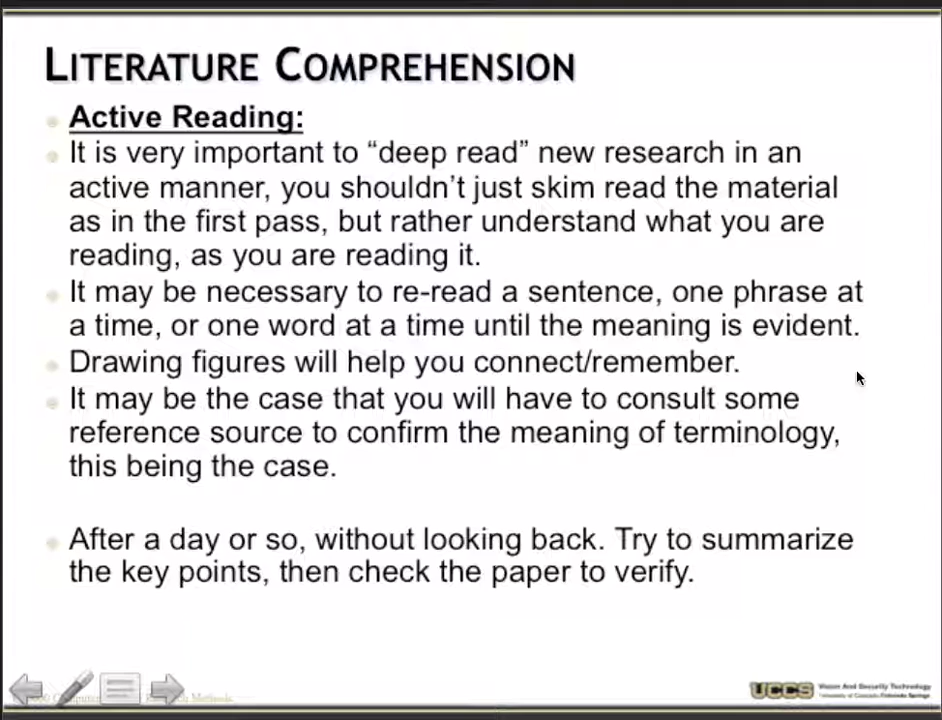 LITERATURE COMPREHENSION
Active Reading:
It is very important to “deep read” new research in an
active manner, you shouldn’t just skim read the material
as in the first pass, but rather understand what you are
reading, as you are reading it.
It may be necessary to re-read a sentence, one phrase at
a time, or one word at a time until the meaning is evident.
Drawing figures will help you connect/remember.
It may be the case that you will have to consult some
reference source to confirm the meaning of terminology,
this being the case.
After a day or so, without looking back. Try to summarize
the key points, then check the paper to verify.
Methods
UCCS Vision And Security Technology
University of Colorado Colorado Springs